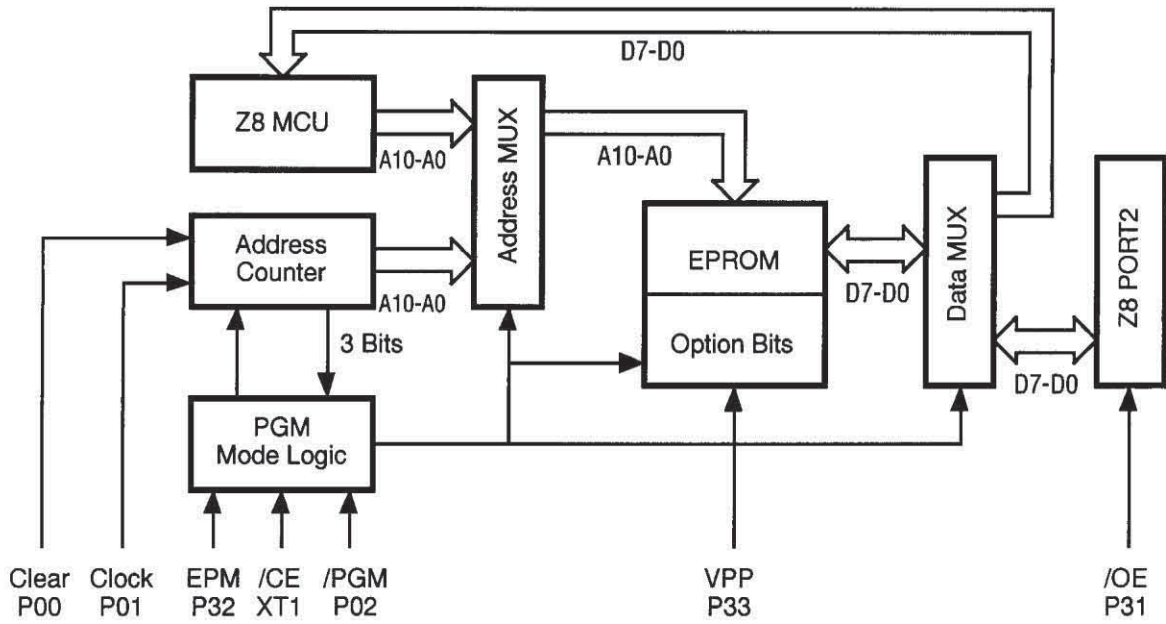 D7-D0
Z8 MCU
A10-A0
Address MUX
A10-A0
Address
Counter
A10-A0
3 Bits
EPROM
Option Bits
D7-D0
Data MUX
Z8 PORT2
D7-D0
PGM
Mode Logic
Clear
P00
Clock
P01
EPM
P32
/CE
XT1
/PGM
P02
VPP
P33
/OE
P31